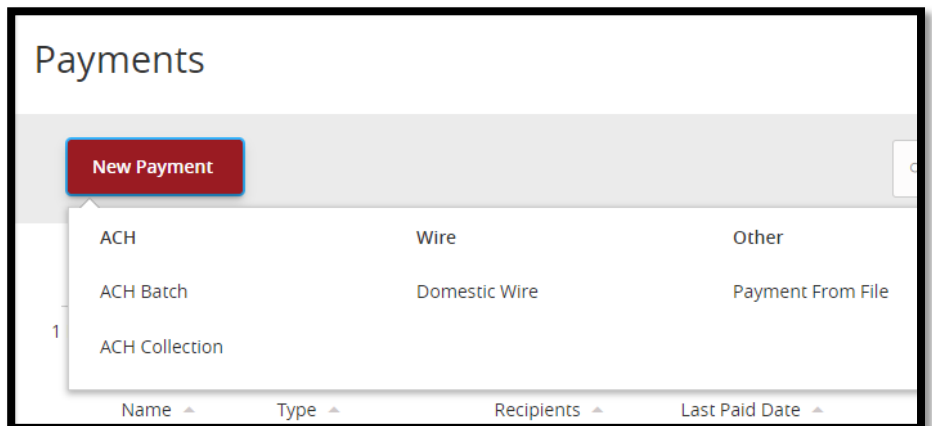 Payments
New Payment
ACH Wire Other
ACH Batch Domestic Wire Payment From File
1
ACH Collection
Name Type Recipients Last Paid Date